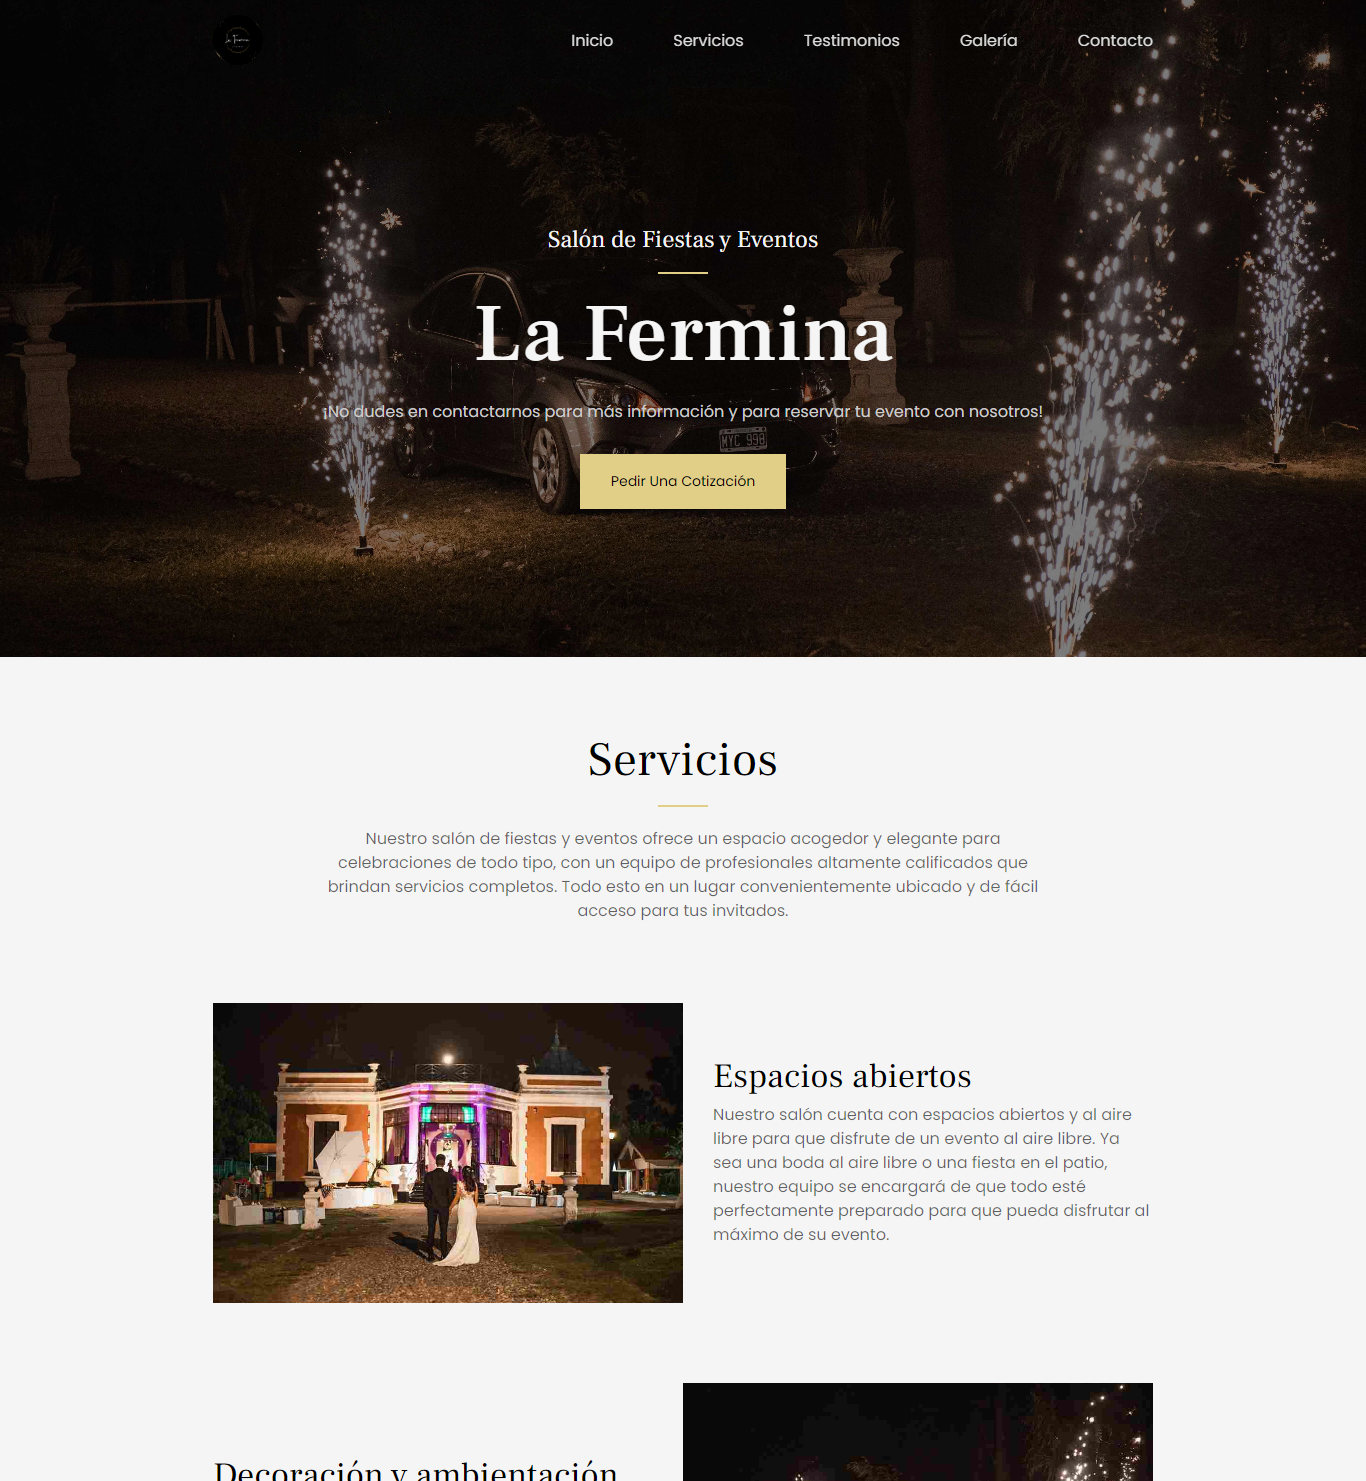 Inicio Servicios Testimonios Galería Contacto
Salón de Fiestas y Eventos
La Fermina
¡No dudes en contactarnos para más información y para reservar tu evento con nosotros!
MYC 998
Pedir Una Cotización
Servicios
Nuestro salón de fiestas y eventos ofrece un espacio acogedor y elegante para
celebraciones de todo tipo, con un equipo de profesionales altamente calificados que
brindan servicios completos. Todo esto en un lugar convenientemente ubicado y de fácil
acceso para tus invitados.
Espacios abiertos
Nuestro salón cuenta con espacios abiertos y al aire
libre para que disfrute de un evento al aire libre. Ya
sea una boda al aire libre o una fiesta en el patio,
nuestro equipo se encargará de que todo esté
perfectamente preparado para que pueda disfrutar al
máximo de su evento.
Decoración y ambientación